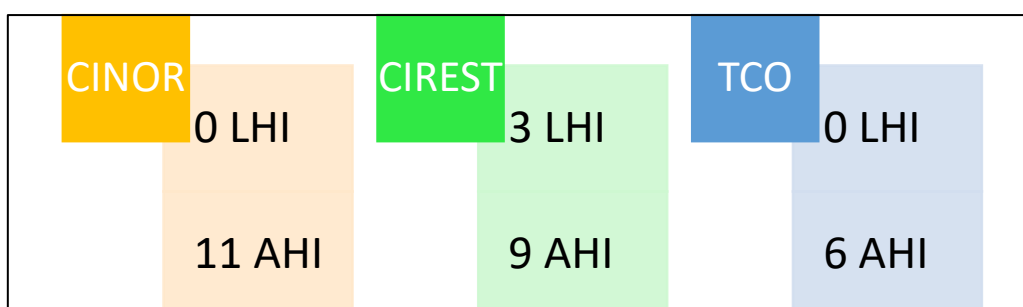 CINOR
0 LHI
11 AHI
CIREST
3 LHI
9 AHI
TCO
0 LHI
6 AHI